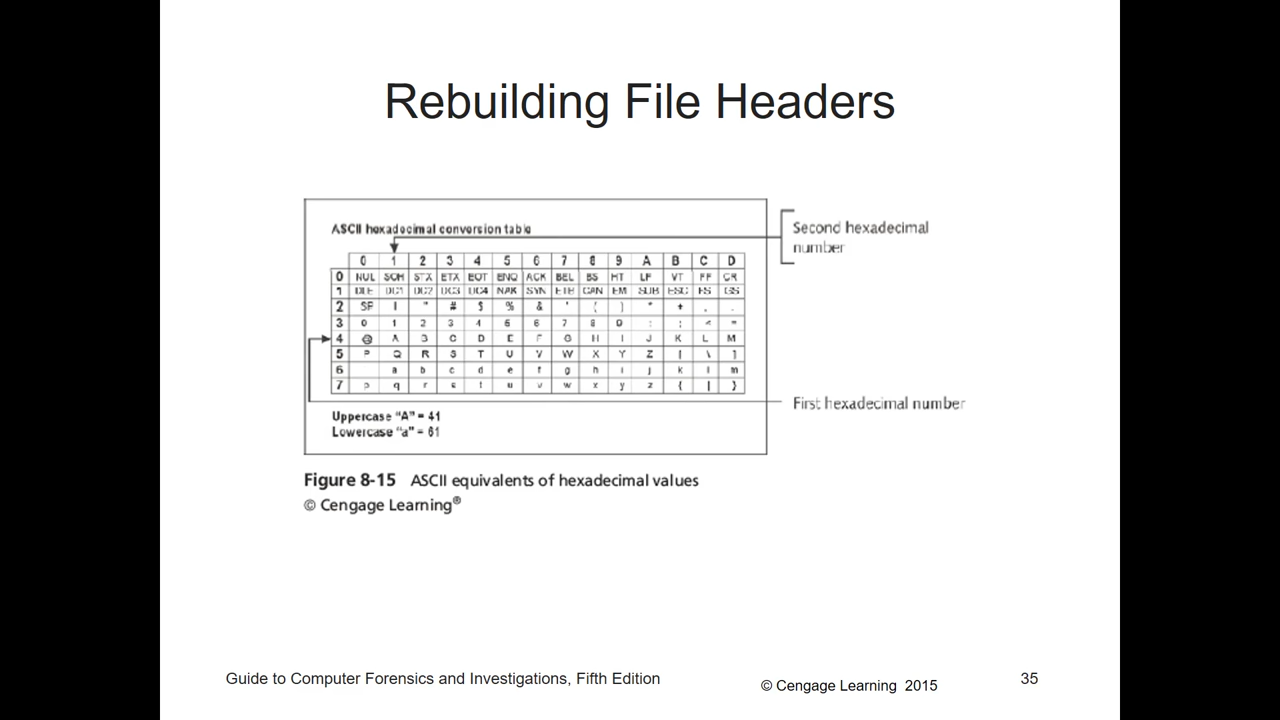 Rebuilding File Headers
ASCII hexadecimal conversion table
Second hexadecimal
number
0 1 2 3 4 5 6 7 8 9 A B C D
0 NUL SOH STX ETX EOT ENQ ACK BEL BS HT LF VT FF CR
1 DLE DC1 DC2 DC3 DC4 NAK SYN ETB CAN EM SUB ESC FS GS
2 SP " # $ % & ' ( ) * +
3 0 1 2 3 4 5 6 7 8 9 : ; < =
4 @ A C D E F G H I J K L M
5 P Q R S T U V W X Y Z [ \ ]
6 a b c d e f g h i j k l m
7 p q r s t u v w x y z { | }
First hexadecimal number
Uppercase “A” = 41
Lowercase “a” = 61
Figure 8-15 ASCII equivalents of hexadecimal values
© Cengage Learning®
Guide to Computer Forensics and Investigations, Fifth Edition
© Cengage Learning 2015
35